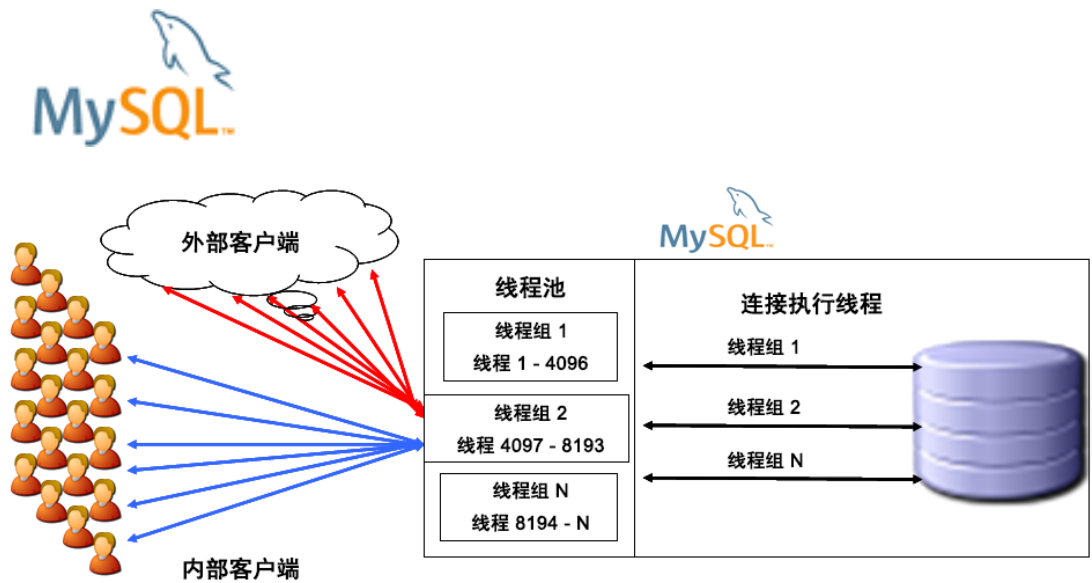 MySQL™
外部客户端
MySQL™
线程池
线程组 1
线程 1 - 4096
线程组 2
线程 4097 - 8193
线程组 N
线程 8194 - N
连接执行线程
线程组 1
线程组 2
线程组 N
内部客户端